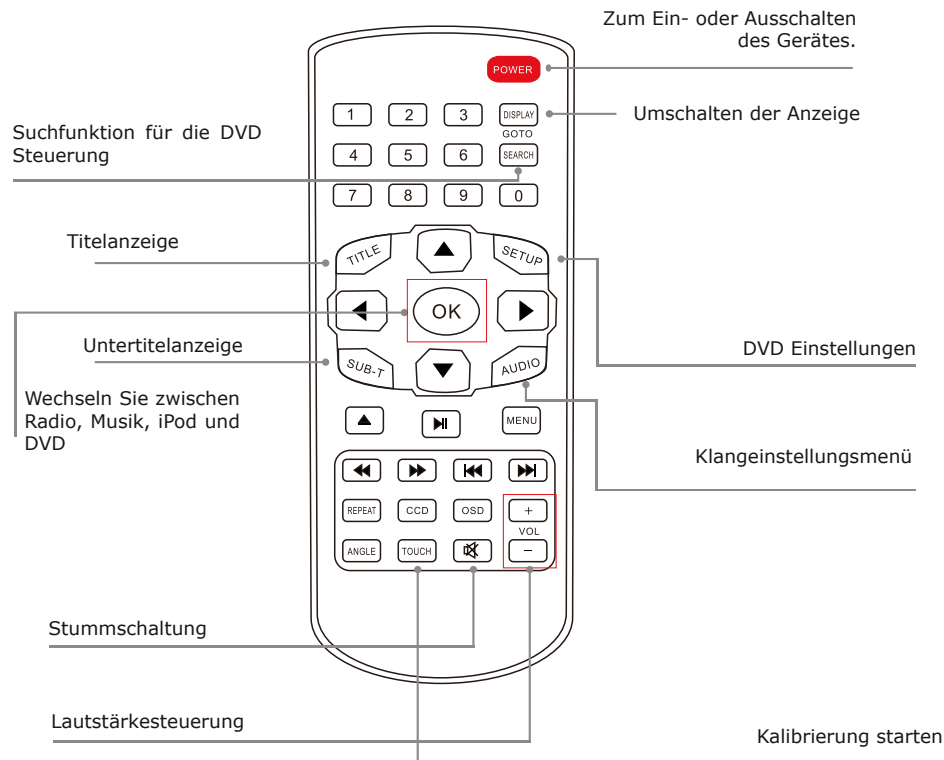 Zum Ein- oder Ausschalten
des Gerätes.
POWER
1 2 3 DISPLAY
Umschalten der Anzeige
GOTO
Suchfunktion für die DVD
Steuerung
4 5 6 SEARCH
7 8 9 0
Titelanzeige
TITLE
SETUP
OK
Untertitelanzeige
SUB-T
AUDIO
DVD Einstellungen
Wechseln Sie zwischen
Radio, Musik, iPod und
DVD
MENU
Klangeinstellungsmenü
REPEAT CCD OSD +
VOL
ANGLE TOUCH −
Stummschaltung
Lautstärkesteuerung
Kalibrierung starten